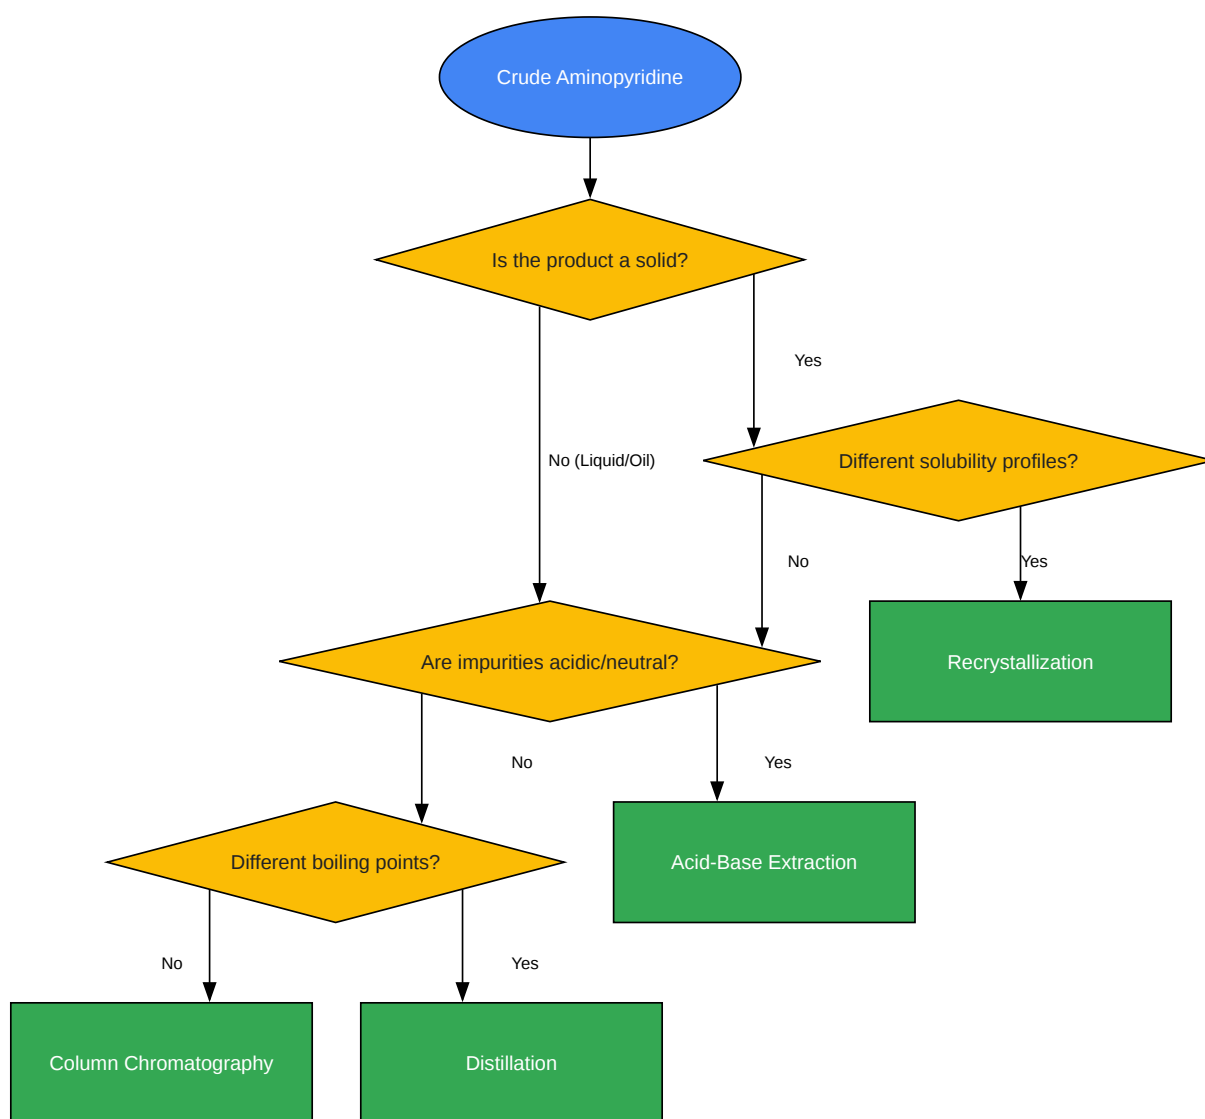 Crude Aminopyridine
Is the product a solid?
Yes
No (Liquid/Oil)
Different solubility profiles?
No
Yes
Are impurities acidic/neutral?
Recrystallization
No
Yes
Different boiling points?
Acid-Base Extraction
No
Yes
Column Chromatography
Distillation